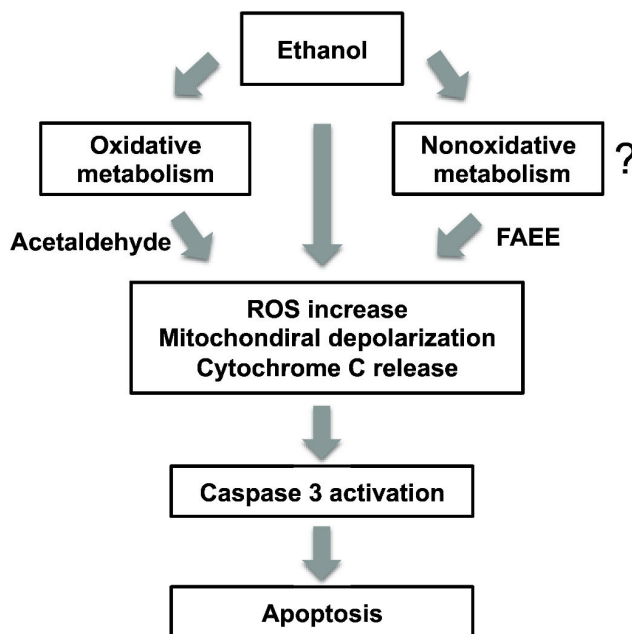 Ethanol
Oxidative
metabolism
Nonoxidative
metabolism
?
Acetaldehyde
FAEE
ROS increase
Mitochondiral depolarization
Cytochrome C release
Caspase 3 activation
Apoptosis